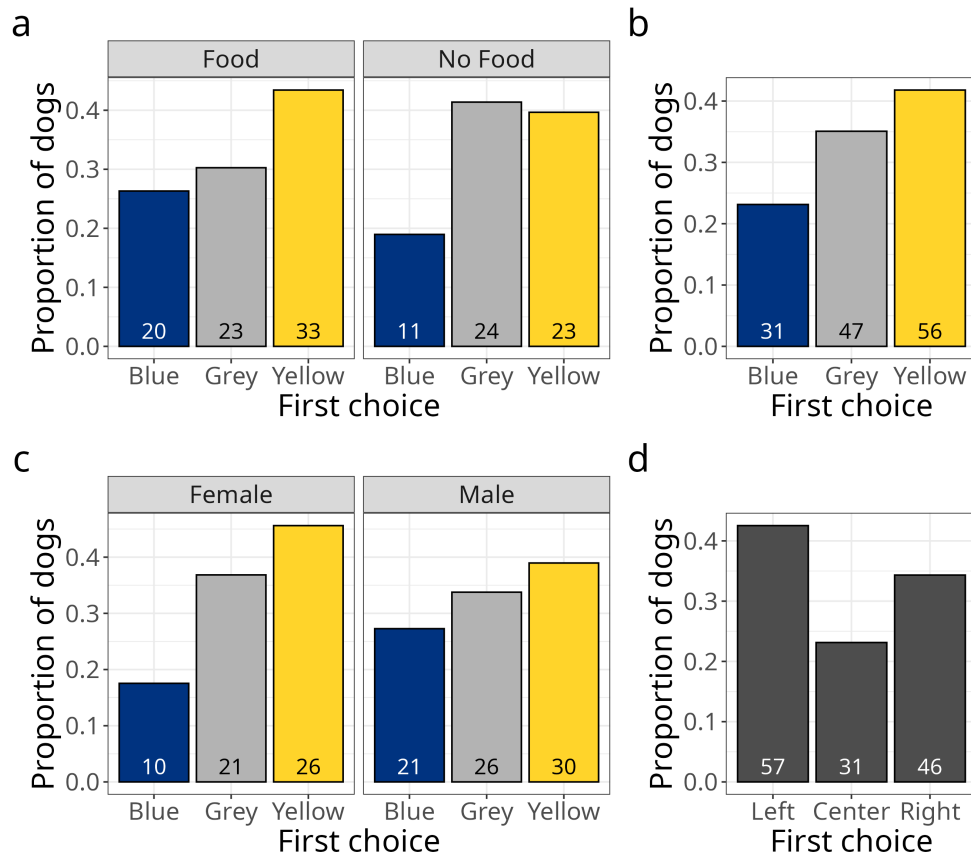 a
Food
No Food
Proportion of dogs
0.4
0.3
0.2
0.1
0.0
20
23
33
11
24
23
Blue Grey Yellow
Blue Grey Yellow
First choice
b
Proportion of dogs
0.4
0.3
0.2
0.1
0.0
31
47
56
Blue Grey Yellow
First choice
c
Female
Male
Proportion of dogs
0.4
0.3
0.2
0.1
0.0
10
21
26
21
26
30
Blue Grey Yellow
Blue Grey Yellow
First choice
d
Proportion of dogs
0.4
0.3
0.2
0.1
0.0
57
31
46
Left Center Right
First choice